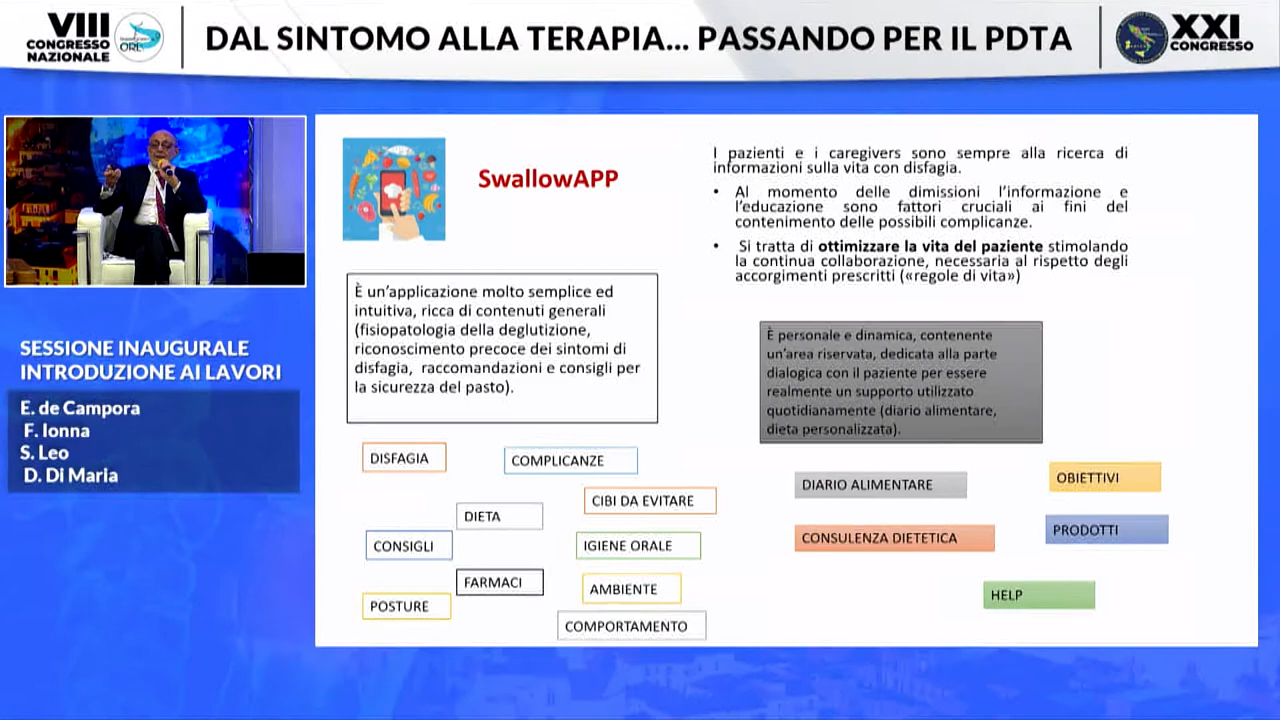 VIII
CONGRESSO
NAZIONALE
ORL
DAL SINTOMO ALLA TERAPIA... PASSANDO PER IL PDTA
XXI
CONGRESSO
SESSIONE INAUGURALE
INTRODUZIONE AI LAVORI
E. de Campora
F. Ionna
S. Leo
D. Di Maria
SwallowAPP
I pazienti e i caregivers sono sempre alla ricerca di
informazioni sulla vita con disfagia.
• Al momento delle dimissioni l'informazione e
l'educazione sono fattori cruciali ai fini del
contenimento delle possibili complicanze.
• Si tratta di ottimizzare la vita del paziente stimolando
la continua collaborazione, necessaria al rispetto degli
accorgimenti prescritti («regole di vita»)
È un'applicazione molto semplice ed
intuitiva, ricca di contenuti generali
(fisiopatologia della deglutizione,
riconoscimento precoce dei sintomi di
disfagia, raccomandazioni e consigli per
la sicurezza del pasto).
È personale e dinamica, contenente
un'area riservata, dedicata alla parte
dialogica con il paziente per essere
realmente un supporto utilizzato
quotidianamente (diario alimentare,
dieta personalizzata).
DISFAGIA
COMPLICANZE
CIBI DA EVITARE
DIETA
CONSIGLI
IGIENE ORALE
FARMACI
AMBIENTE
POSTURE
COMPORTAMENTO
DIARIO ALIMENTARE
OBIETTIVI
CONSULENZA DIETETICA
PRODOTTI
HELP